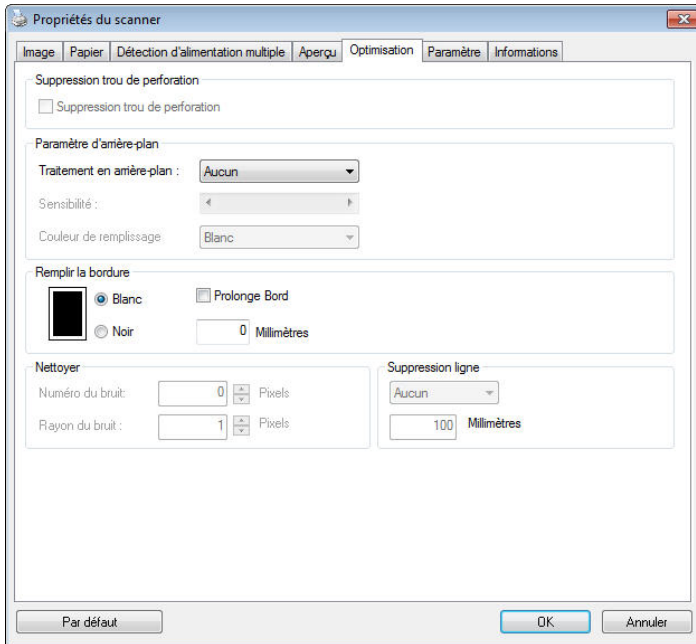 Propriétés du scanner
Image Papier Détection d'alimentation multiple Aperçu Optimisation Paramètre Informations
Suppression trou de perforation
Suppression trou de perforation
Paramètre d'arrière-plan
Traitement en arrière-plan : Aucun
Sensibilité :
Couleur de remplissage Blanc
Remplir la bordure
Blanc Prolonge Bord
Noir 0 Millimètres
Nettoyer Suppression ligne
Numéro du bruit: 0 Pixels Aucun
Rayon du bruit : 1 Pixels 100 Millimètres
Par défaut OK Annuler